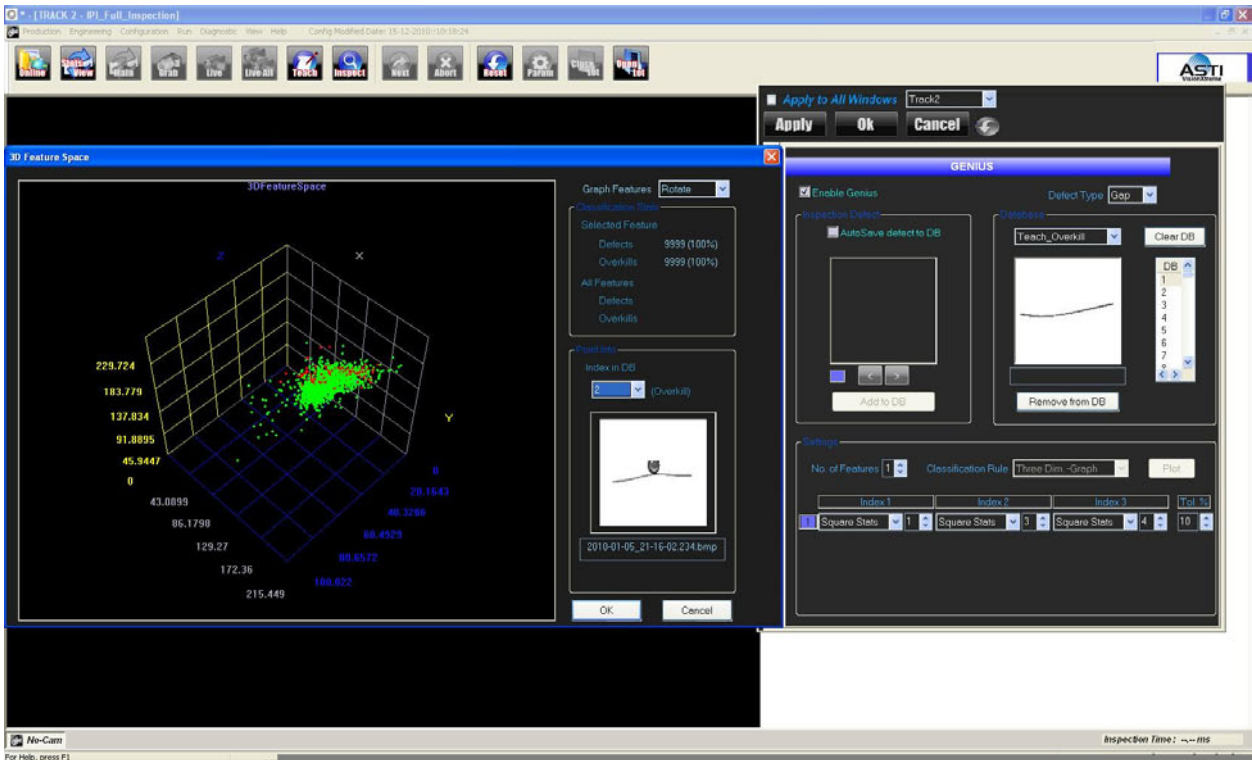 * - [TRACK 2 - IPI_Full_Inspection]
Production Engineering Configuration Run Diagnostic View Help Config Modified Date: 15-12-2010::10:18:24
Online Stats View Main Grab Live Live All Teach Inspect Next Abort Reset Param Close Lot Open Lot
ASTI
VisionXtreme
Apply to All Windows Track2
Apply Ok Cancel
3D Feature Space
3DFeatureSpace
Z X
229.724
183.779
137.834
91.8895
45.9447
0
Y
43.0899
86.1798
129.27
172.36
215.449
0
20.1643
40.3286
60.4929
80.6572
100.822
Graph Features Rotate
Classification Stats
Selected Feature
Defects 9999 (100%)
Overkills 9999 (100%)
All Features
Defects
Overkills
Point Info
Index in DB
2 (Overkill)
2010-01-05_21-16-02.234.bmp
OK Cancel
GENIUS
Enable Genius Defect Type Gap
Inspection Defect
AutoSave defect to DB
< >
Add to DB
Database
Teach_Overkill Clear DB
DB
1
2
3
4
5
6
7
Remove from DB
Settings
No. of Features 1 Classification Rule Three Dim. -Graph Plot
Index 1 Index 2 Index 3 Tol %
1 Square Stats 1 Square Stats 3 Square Stats 4 10
No-Cam Inspection Time : --.-- ms
For Help, press F1